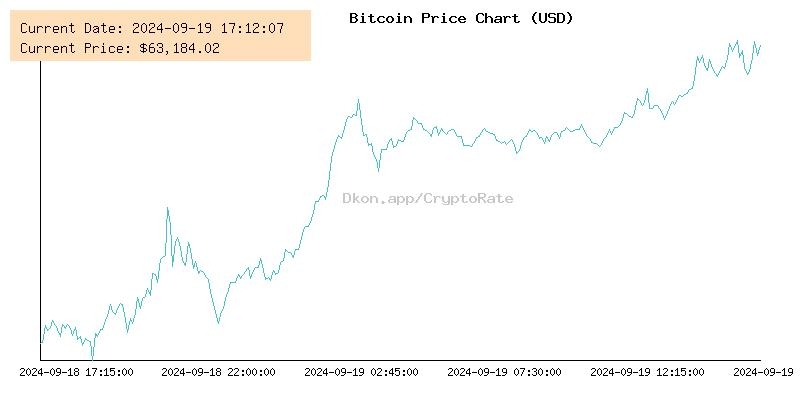 Bitcoin Price Chart (USD)
Current Date: 2024-09-19 17:12:07
Current Price: $63,184.02
Dkon.app/CryptoRate
2024-09-18 17:15:00
2024-09-18 22:00:00
2024-09-19 02:45:00
2024-09-19 07:30:00
2024-09-19 12:15:00
2024-09-19